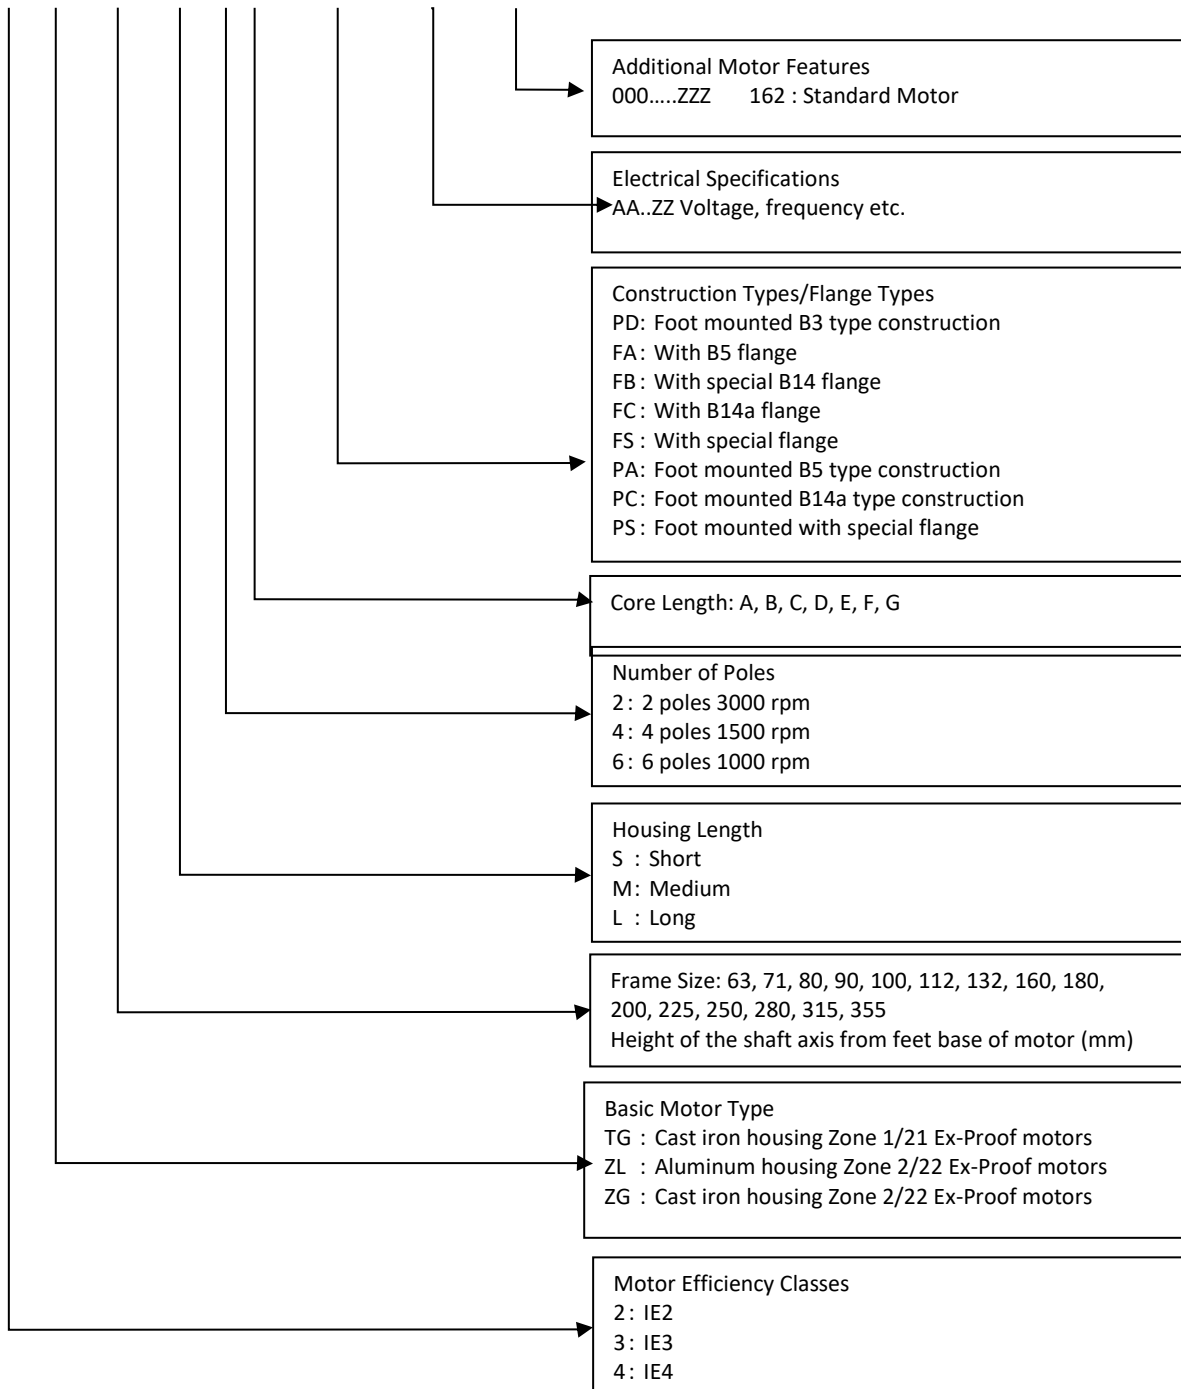 Additional Motor Features
000.....ZZZ 162 : Standard Motor
Electrical Specifications
AA..ZZ Voltage, frequency etc.
Construction Types/Flange Types
PD: Foot mounted B3 type construction
FA: With B5 flange
FB: With special B14 flange
FC: With B14a flange
FS : With special flange
PA: Foot mounted B5 type construction
PC: Foot mounted B14a type construction
PS: Foot mounted with special flange
Core Length: A, B, C, D, E, F, G
Number of Poles
2: 2 poles 3000 rpm
4: 4 poles 1500 rpm
6: 6 poles 1000 rpm
Housing Length
S : Short
M: Medium
L : Long
Frame Size: 63, 71, 80, 90, 100, 112, 132, 160, 180,
200, 225, 250, 280, 315, 355
Height of the shaft axis from feet base of motor (mm)
Basic Motor Type
TG : Cast iron housing Zone 1/21 Ex-Proof motors
ZL : Aluminum housing Zone 2/22 Ex-Proof motors
ZG : Cast iron housing Zone 2/22 Ex-Proof motors
Motor Efficiency Classes
2: IE2
3: IE3
4: IE4